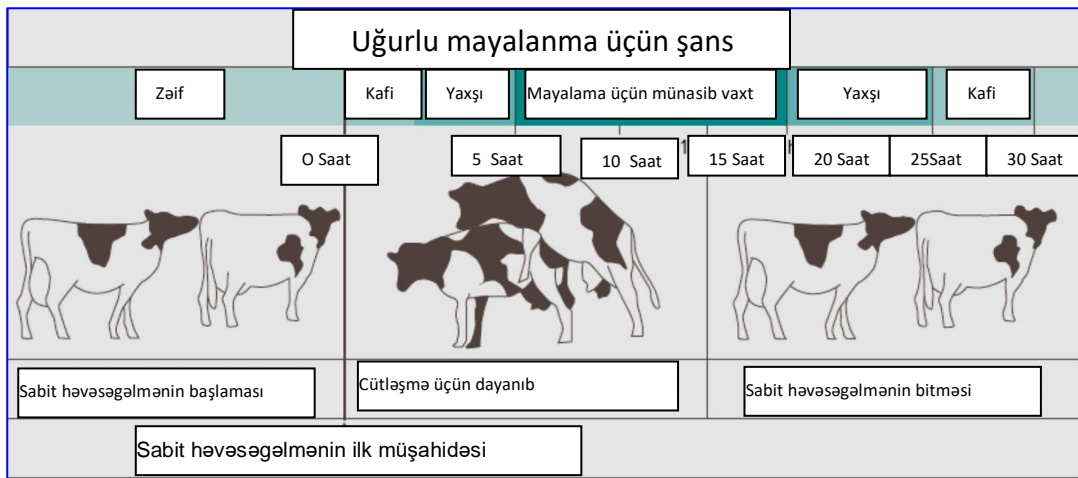 Uğurlu mayalanma üçün şans
Zəif
Kafi
Yaxşı
Mayalama üçün münasib vaxt
Yaxşı
Kafi
O Saat
5 Saat
10 Saat
15 Saat
20 Saat
25Saat
30 Saat
Sabit həvəsəgəlmənin başlaması
Cütləşmə üçün dayanıb
Sabit həvəsəgəlmənin bitməsi
Sabit həvəsəgəlmənin ilk müşahidəsi